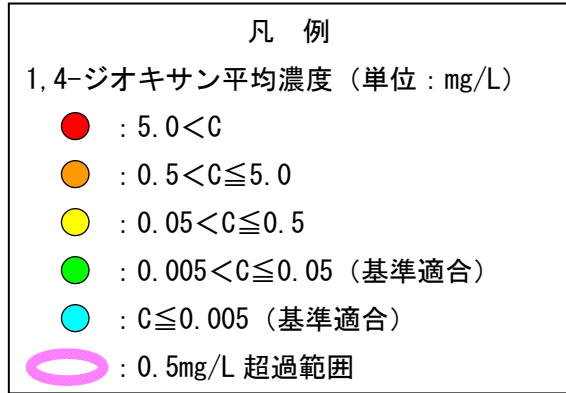 凡 例
1,4-ジオキサン平均濃度（単位：mg/L）
：5.0＜C
：0.5＜C≦5.0
：0.05＜C≦0.5
：0.005＜C≦0.05（基準適合）
：C≦0.005（基準適合）
：0.5mg/L 超過範囲